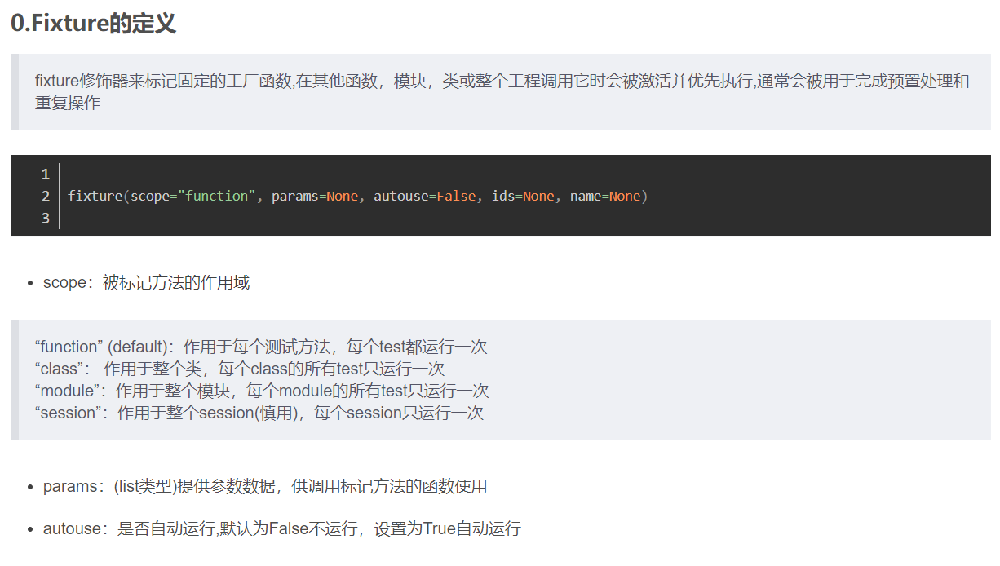 0.Fixture的定义
fixture修饰器来标记固定的工厂函数,在其他函数，模块，类或整个工程调用它时会被激活并优先执行,通常会被用于完成预置处理和
重复操作
1
2 fixture(scope="function", params=None, autouse=False, ids=None, name=None)
3
• scope：被标记方法的作用域
“function” (default)：作用于每个测试方法，每个test都运行一次
“class”： 作用于整个类，每个class的所有test只运行一次
“module”：作用于整个模块，每个module的所有test只运行一次
“session”：作用于整个session(慎用)，每个session只运行一次
• params：(list类型)提供参数数据，供调用标记方法的函数使用
• autouse：是否自动运行,默认为False不运行，设置为True自动运行